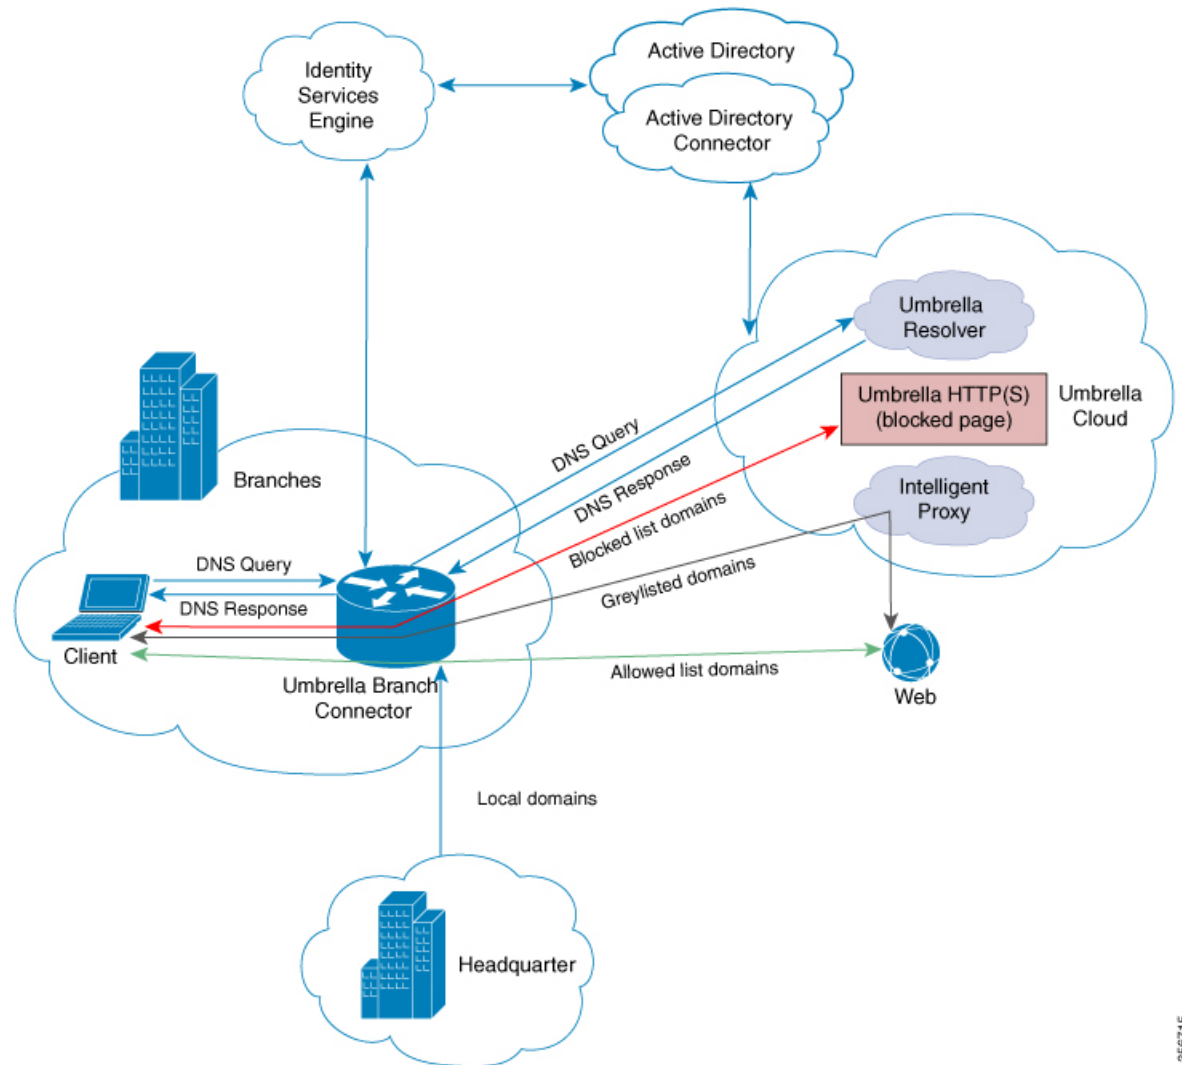 Identity
Services
Engine
Active Directory
Active Directory
Connector
Umbrella
Resolver
Umbrella HTTP(S)
(blocked page)
Umbrella
Cloud
Intelligent
Proxy
DNS Query
DNS Response
Blocked list domains
Greylisted domains
Branches
DNS Query
DNS Response
Client
Umbrella Branch
Connector
Allowed list domains
Web
Local domains
Headquarter